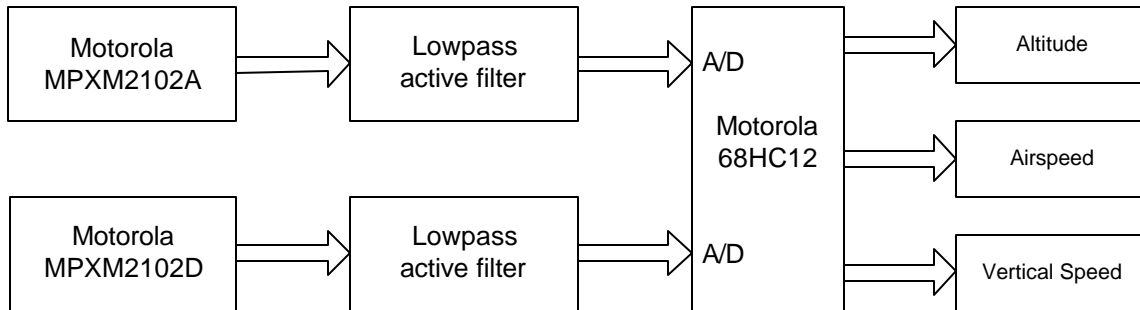 Motorola
MPXM2102A
Lowpass
active filter
A/D
Motorola
68HC12
Altitude
Airspeed
Motorola
MPXM2102D
Lowpass
active filter
A/D
Vertical Speed